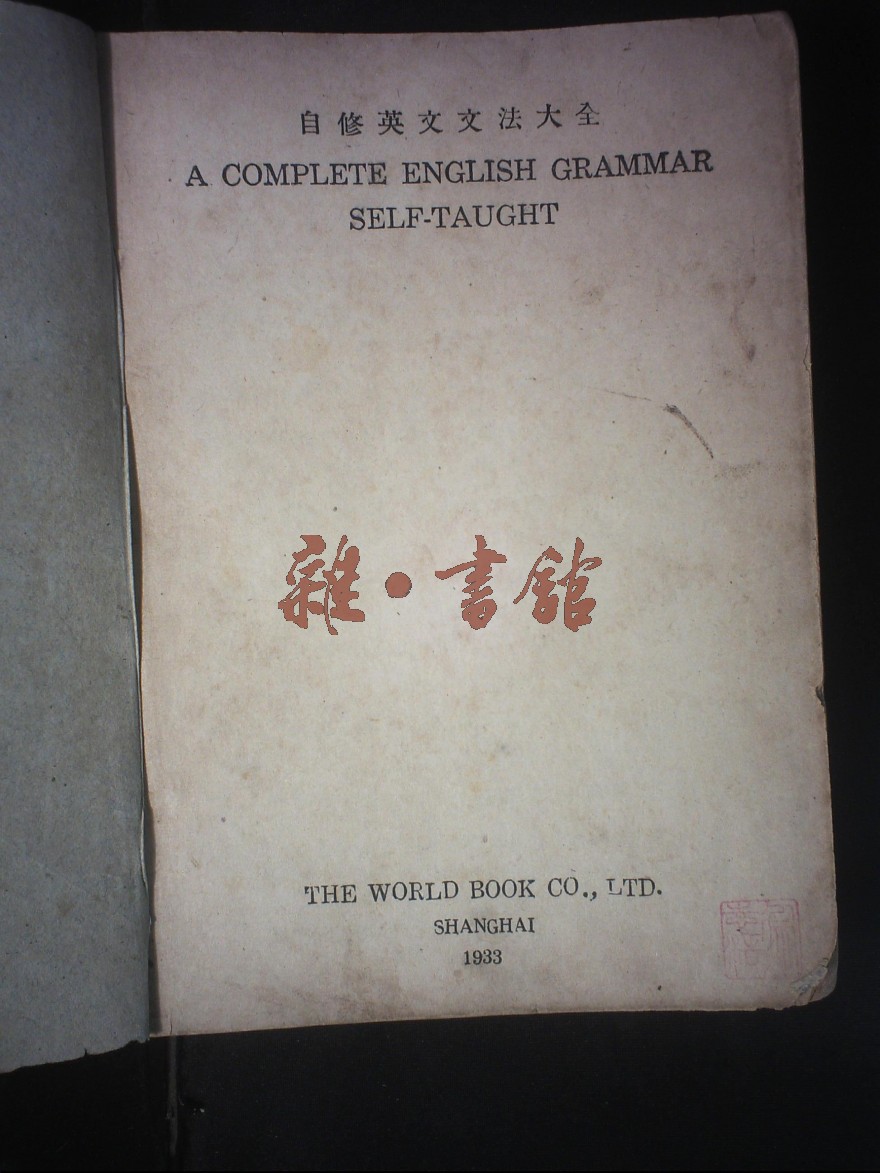 自修英文文法大全
A COMPLETE ENGLISH GRAMMAR
SELF-TAUGHT
雜·書館
THE WORLD BOOK CO., LTD.
SHANGHAI
1933